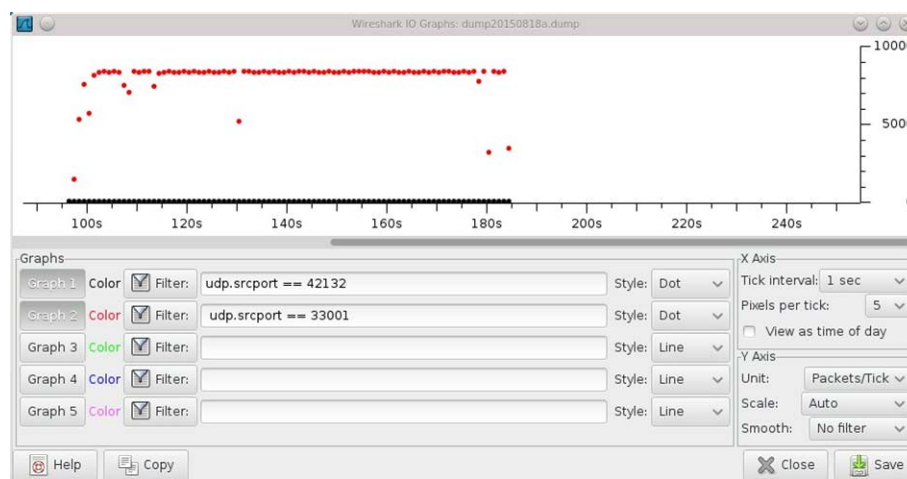 Wireshark IO Graphs: dump20150818a.dump
1000
500
100s 120s 140s 160s 180s 200s 220s 240s
Graphs
Graph 1 Color Filter: udp.srcport == 42132 Style: Dot
Graph 2 Color Filter: udp.srcport == 33001 Style: Dot
Graph 3 Color Filter: Style: Line
Graph 4 Color Filter: Style: Line
Graph 5 Color Filter: Style: Line
X Axis
Tick interval: 1 sec
Pixels per tick: 5
View as time of day
Y Axis
Unit: Packets/Tick
Scale: Auto
Smooth: No filter
Help Copy Close Save